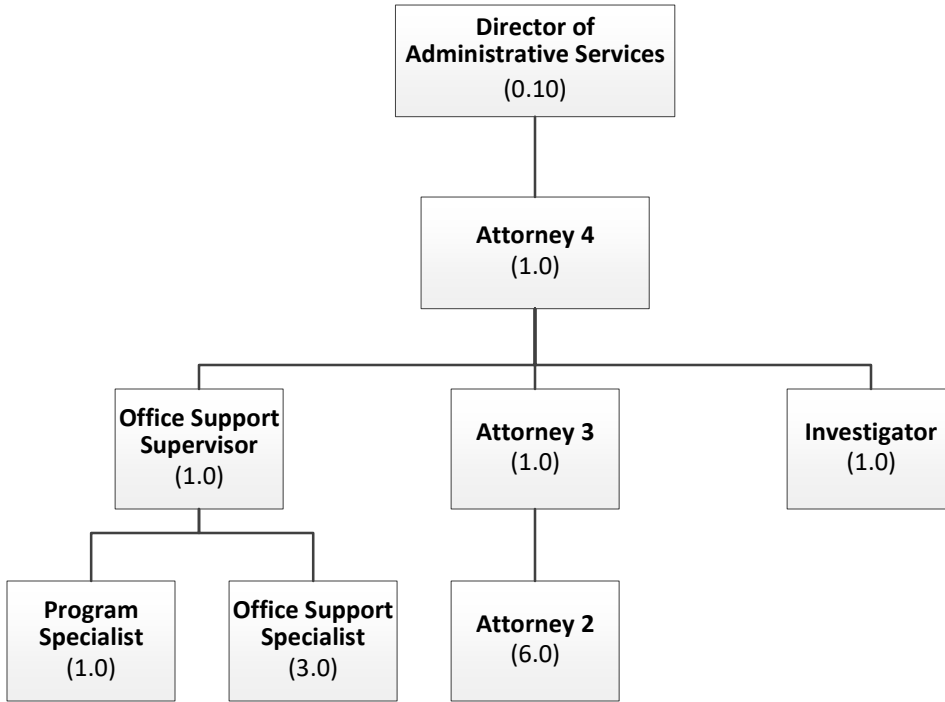 Director of
Administrative Services
(0.10)
Attorney 4
(1.0)
Office Support
Supervisor
(1.0)
Attorney 3
(1.0)
Investigator
(1.0)
Program
Specialist
(1.0)
Office Support
Specialist
(3.0)
Attorney 2
(6.0)